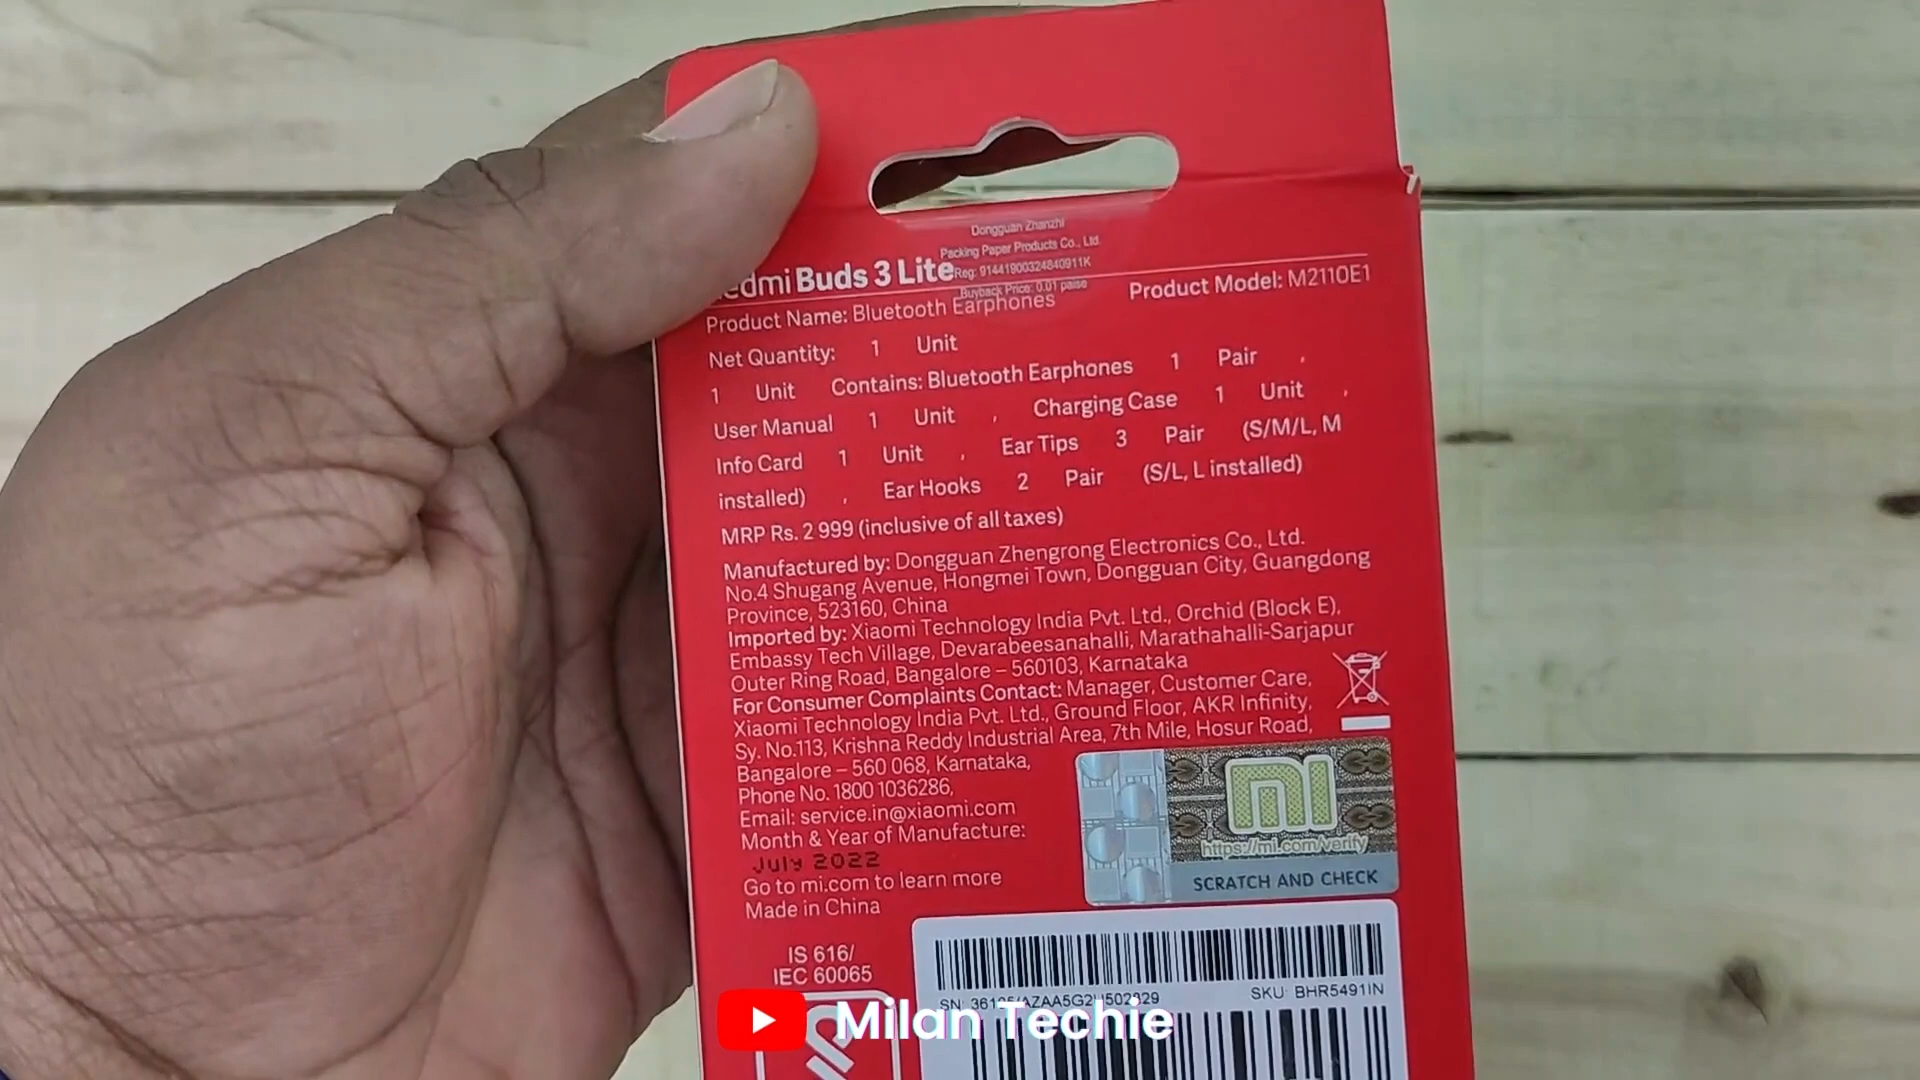 Dongguan Zhanzhi
Packing Paper Products Co., Ltd.
Reg: 91441900324840911K
Buyback Price: 0.01 paise
Buds 3 Lite
Product Model: M2110E1
Product Name: Bluetooth Earphones
Net Quantity: 1 Unit
1 Unit Contains: Bluetooth Earphones 1 Pair ,
User Manual 1 Unit , Charging Case 1 Unit ,
Info Card 1 Unit , Ear Tips 3 Pair (S/M/L, M
installed) , Ear Hooks 2 Pair (S/L, L installed)
MRP Rs. 2 999 (inclusive of all taxes)
Manufactured by: Dongguan Zhengrong Electronics Co., Ltd.
No.4 Shugang Avenue, Hongmei Town, Dongguan City, Guangdong
Province, 523160, China
Imported by: Xiaomi Technology India Pvt. Ltd., Orchid (Block E),
Embassy Tech Village, Devarabeesanahalli, Marathahalli-Sarjapur
Outer Ring Road, Bangalore – 560103, Karnataka
For Consumer Complaints Contact: Manager, Customer Care,
Xiaomi Technology India Pvt. Ltd., Ground Floor, AKR Infinity,
Sy. No.113, Krishna Reddy Industrial Area, 7th Mile, Hosur Road,
Bangalore – 560 068, Karnataka,
Phone No. 1800 1036286,
Email: service.in@xiaomi.com
Month & Year of Manufacture:
July 2022
Go to mi.com to learn more
Made in China
mi
https://mi.com/verify
SCRATCH AND CHECK
IS 616/
IEC 60065
SN:
SKU: BHR5491IN
Milan Techie